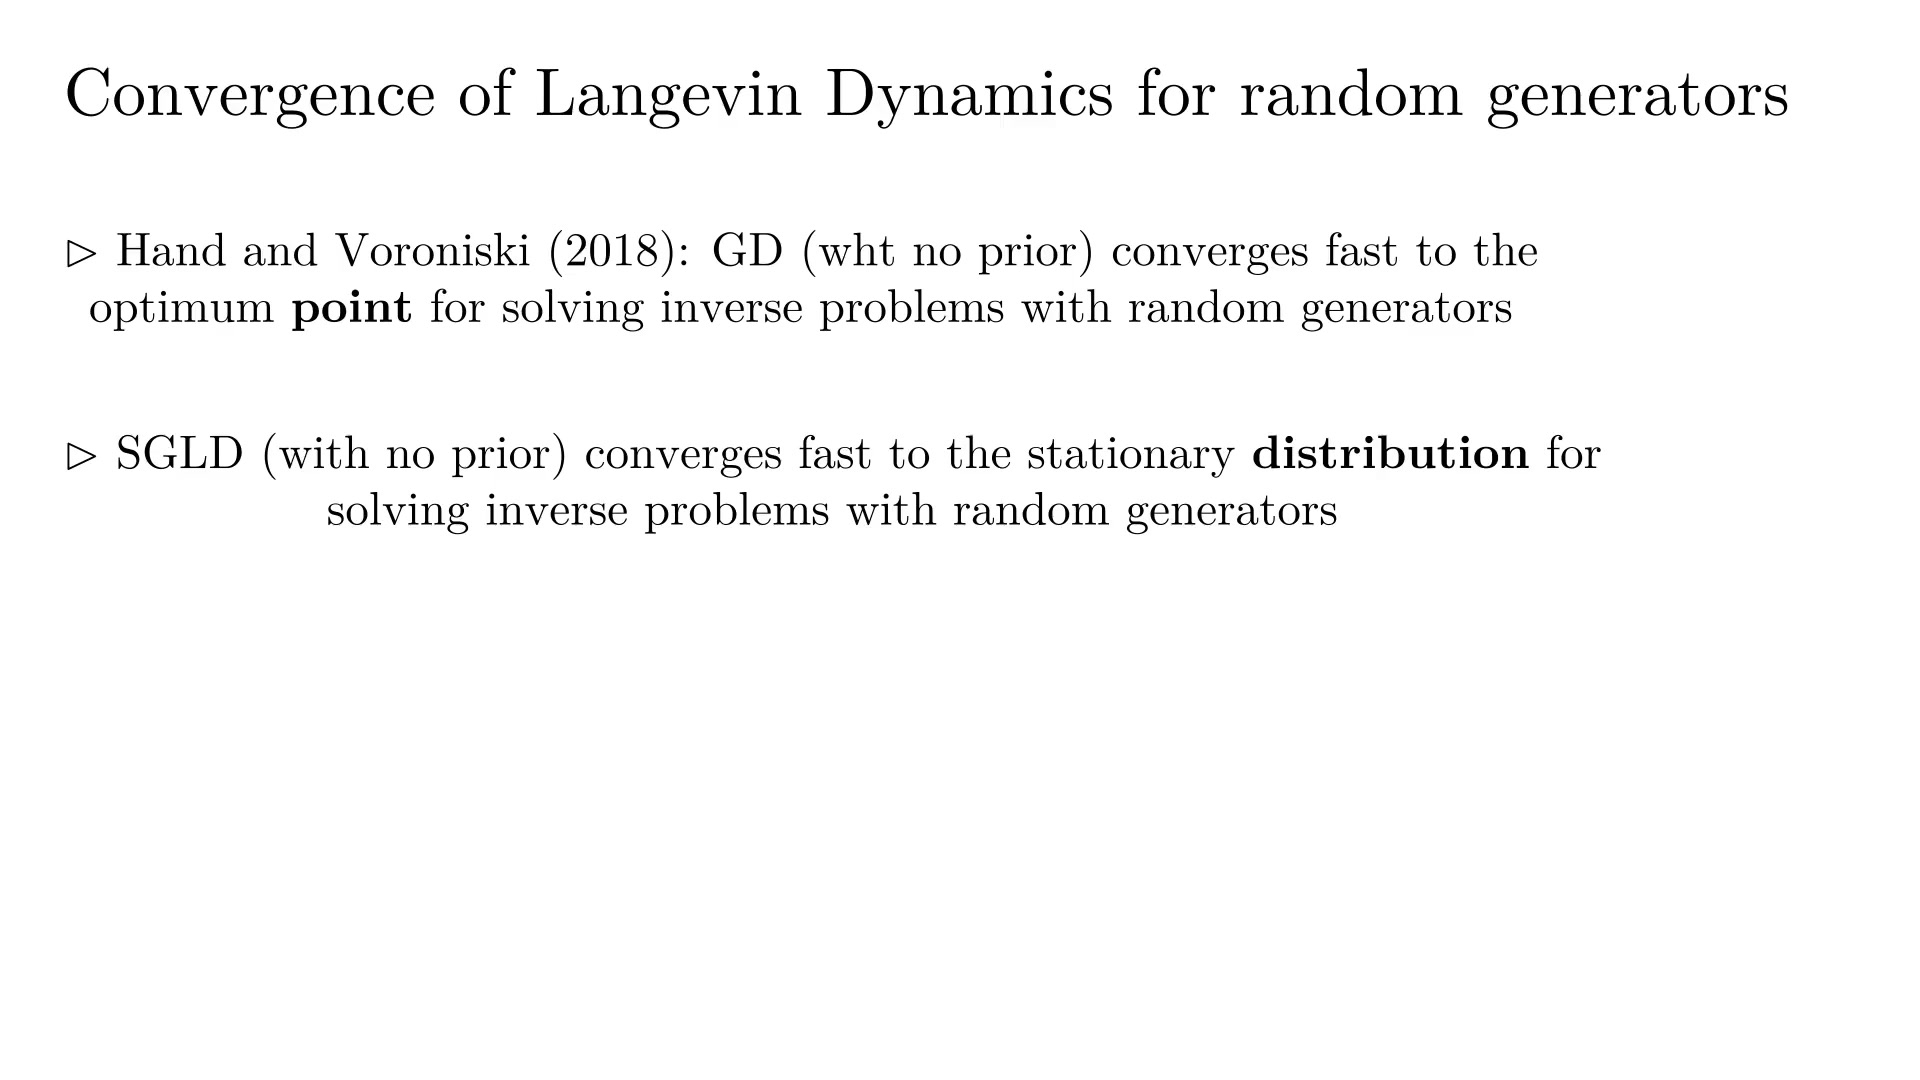 Convergence of Langevin Dynamics for random generators
▷ Hand and Voroniski (2018): GD (wht no prior) converges fast to the
optimum point for solving inverse problems with random generators
▷ SGLD (with no prior) converges fast to the stationary distribution for
solving inverse problems with random generators